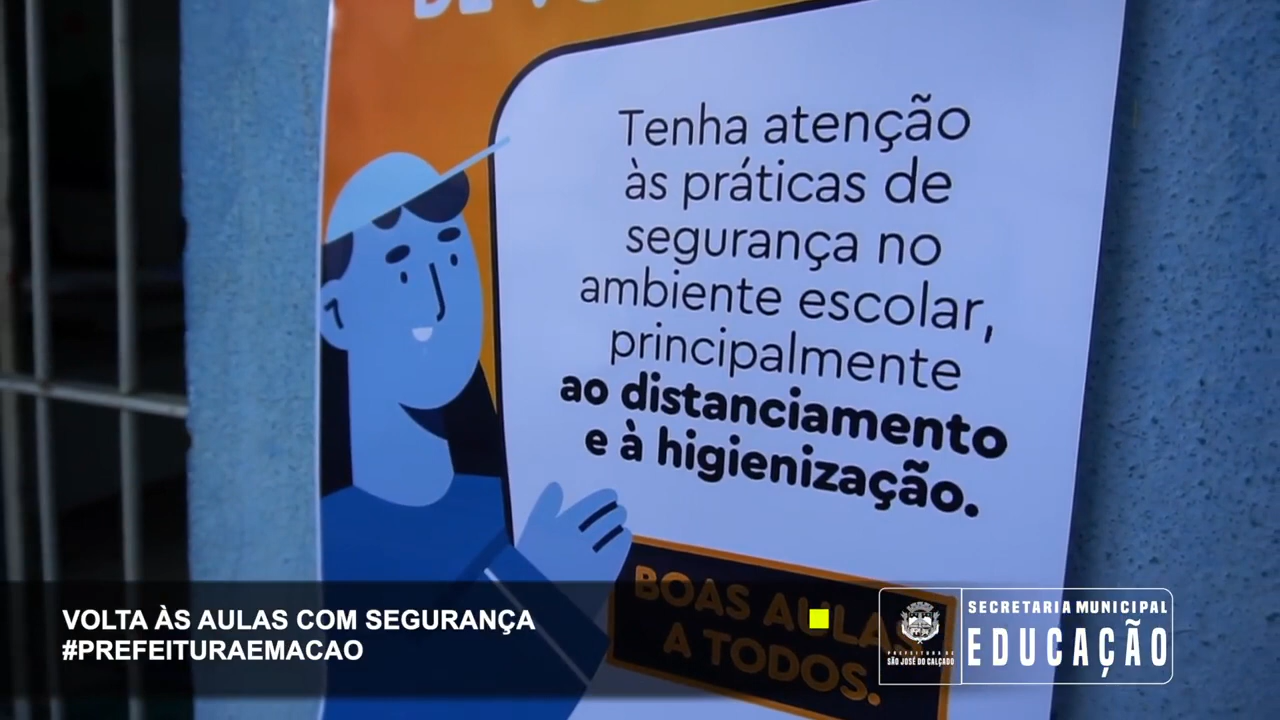 Tenha atenção
às práticas de
segurança no
ambiente escolar,
principalmente
ao distanciamento
e à higienização.
BOAS AULAS
A TODOS.
VOLTA ÀS AULAS COM SEGURANÇA
#PREFEITURAEMACAO
PREFEITURA DE
SÃO JOSÉ DO CALÇADO
SECRETARIA MUNICIPAL
EDUCAÇÃO